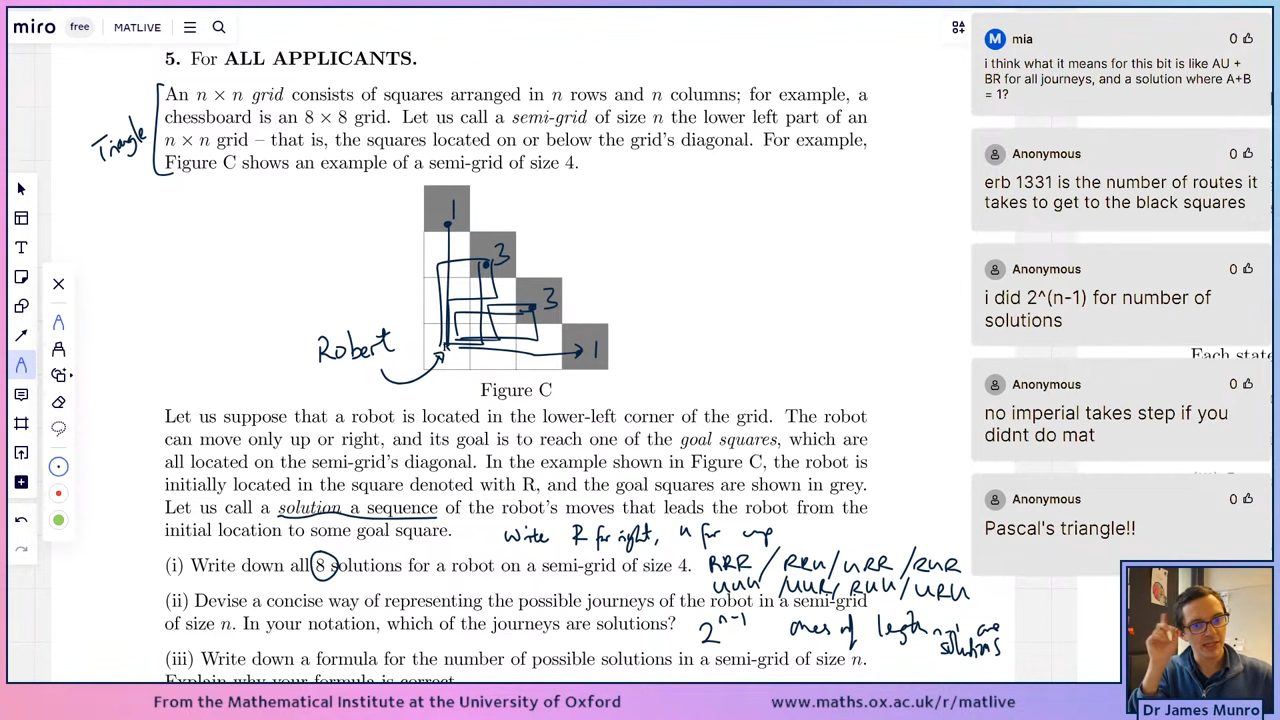 miro
free
MATLIVE
5. For ALL APPLICANTS.
An n × n grid consists of squares arranged in n rows and n columns; for example, a
chessboard is an 8 × 8 grid. Let us call a semi-grid of size n the lower left part of an
n × n grid – that is, the squares located on or below the grid's diagonal. For example,
Figure C shows an example of a semi-grid of size 4.
Triangle
1
3
3
1
Robert
Figure C
Let us suppose that a robot is located in the lower-left corner of the grid. The robot
can move only up or right, and its goal is to reach one of the goal squares, which are
all located on the semi-grid's diagonal. In the example shown in Figure C, the robot is
initially located in the square denoted with R, and the goal squares are shown in grey.
Let us call a solution a sequence of the robot's moves that leads the robot from the
initial location to some goal square.
Write R for right, u for up
(i) Write down all 8 solutions for a robot on a semi-grid of size 4.
RRR / RRU / URR / RUR
UUU / UUR / RUU / URU
(ii) Devise a concise way of representing the possible journeys of the robot in a semi-grid
of size n. In your notation, which of the journeys are solutions?
2^n-1 ones of length n-1 are solutions
(iii) Write down a formula for the number of possible solutions in a semi-grid of size n.
Explain why your formula is correct.
Each state
M mia 0
i think what it means for this bit is like AU +
BR for all journeys, and a solution where A+B
= 1?
Anonymous 0
erb 1331 is the number of routes it
takes to get to the black squares
Anonymous 0
i did 2^(n-1) for number of
solutions
Anonymous 0
no imperial takes step if you
didnt do mat
Anonymous 0
Pascal's triangle!!
From the Mathematical Institute at the University of Oxford
www.maths.ox.ac.uk/r/matlive
Dr James Munro